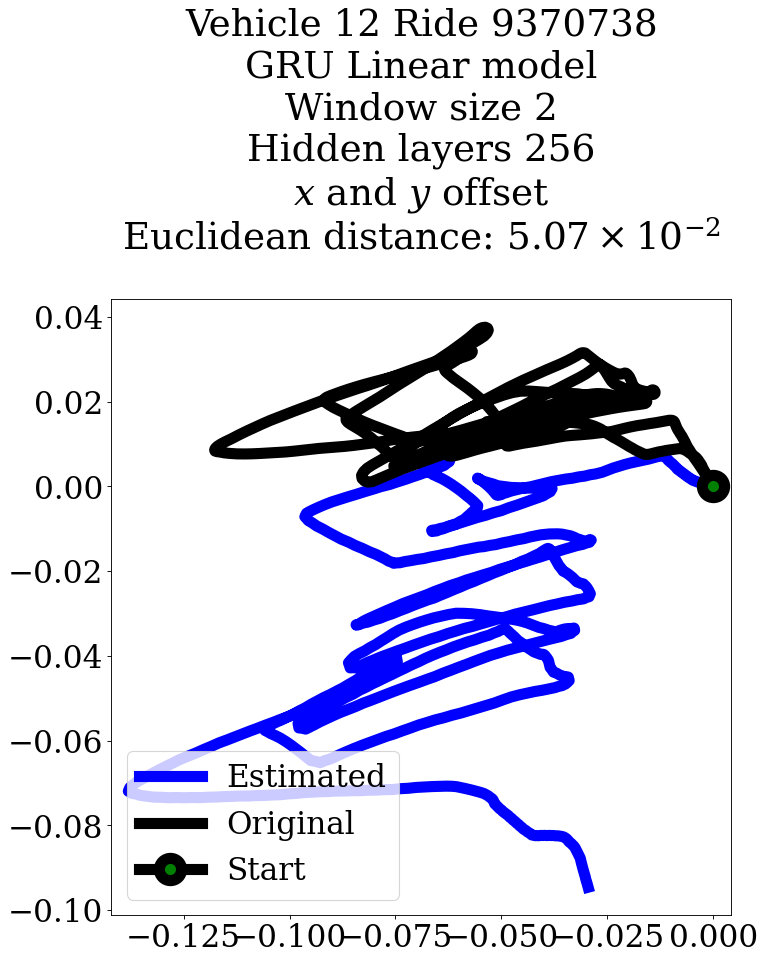 Vehicle 12 Ride 9370738
GRU Linear model
Window size 2
Hidden layers 256
x and y offset
Euclidean distance: 5.07 × 10⁻²
0.04
0.02
0.00
−0.02
−0.04
−0.06
−0.08
−0.10
Estimated
Original
Start
−0.125 −0.100 −0.075 −0.050 −0.025 0.000